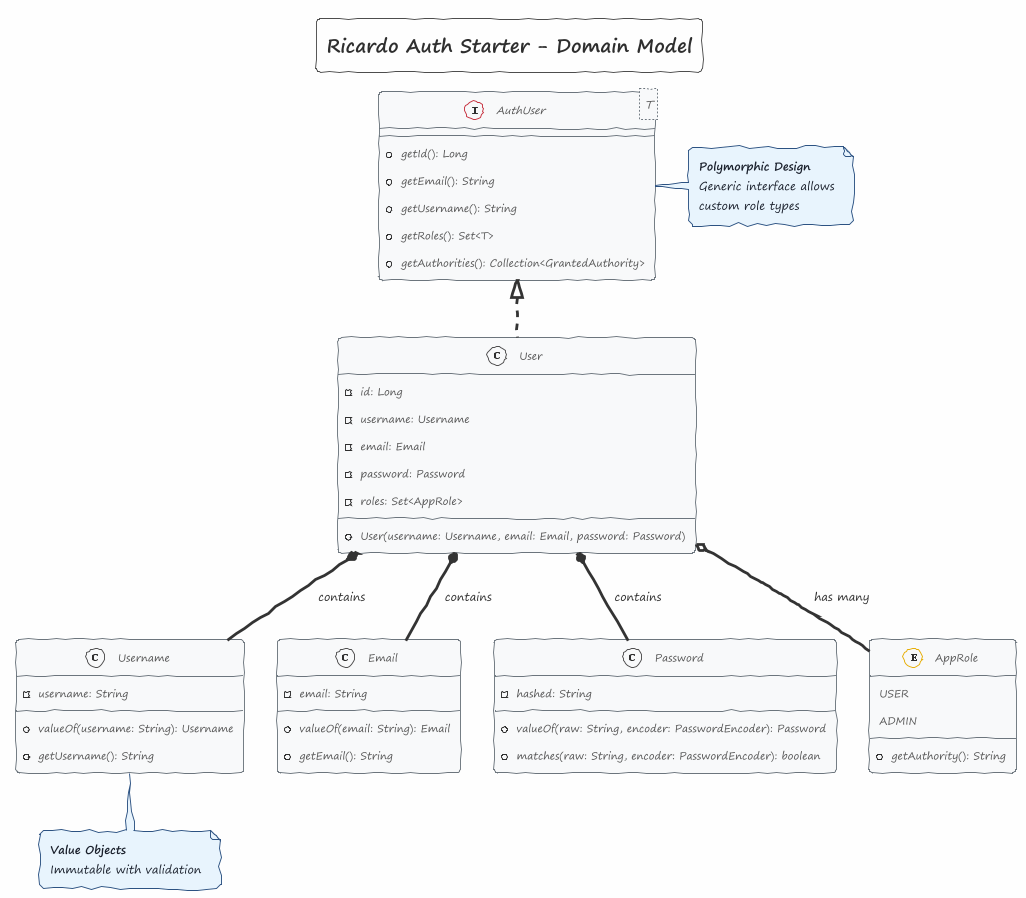 Ricardo Auth Starter - Domain Model
I AuthUser
T
getId(): Long
getEmail(): String
getUsername(): String
getRoles(): Set<T>
getAuthorities(): Collection<GrantedAuthority>
Polymorphic Design
Generic interface allows
custom role types
C User
id: Long
username: Username
email: Email
password: Password
roles: Set<AppRole>
User(username: Username, email: Email, password: Password)
contains
contains
contains
has many
C Username
username: String
valueOf(username: String): Username
getUsername(): String
C Email
email: String
valueOf(email: String): Email
getEmail(): String
C Password
hashed: String
valueOf(raw: String, encoder: PasswordEncoder): Password
matches(raw: String, encoder: PasswordEncoder): boolean
E AppRole
USER
ADMIN
getAuthority(): String
Value Objects
Immutable with validation